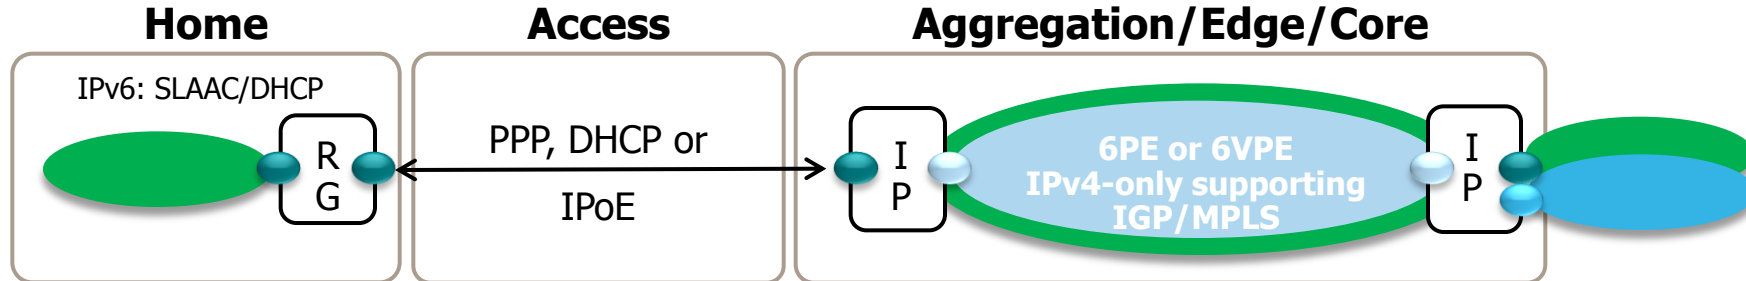 Home
Access
Aggregation/Edge/Core
IPv6: SLAAC/DHCP
R
G
PPP, DHCP or
IPoE
I
P
6PE or 6VPE
IPv4-only supporting
IGP/MPLS
I
P